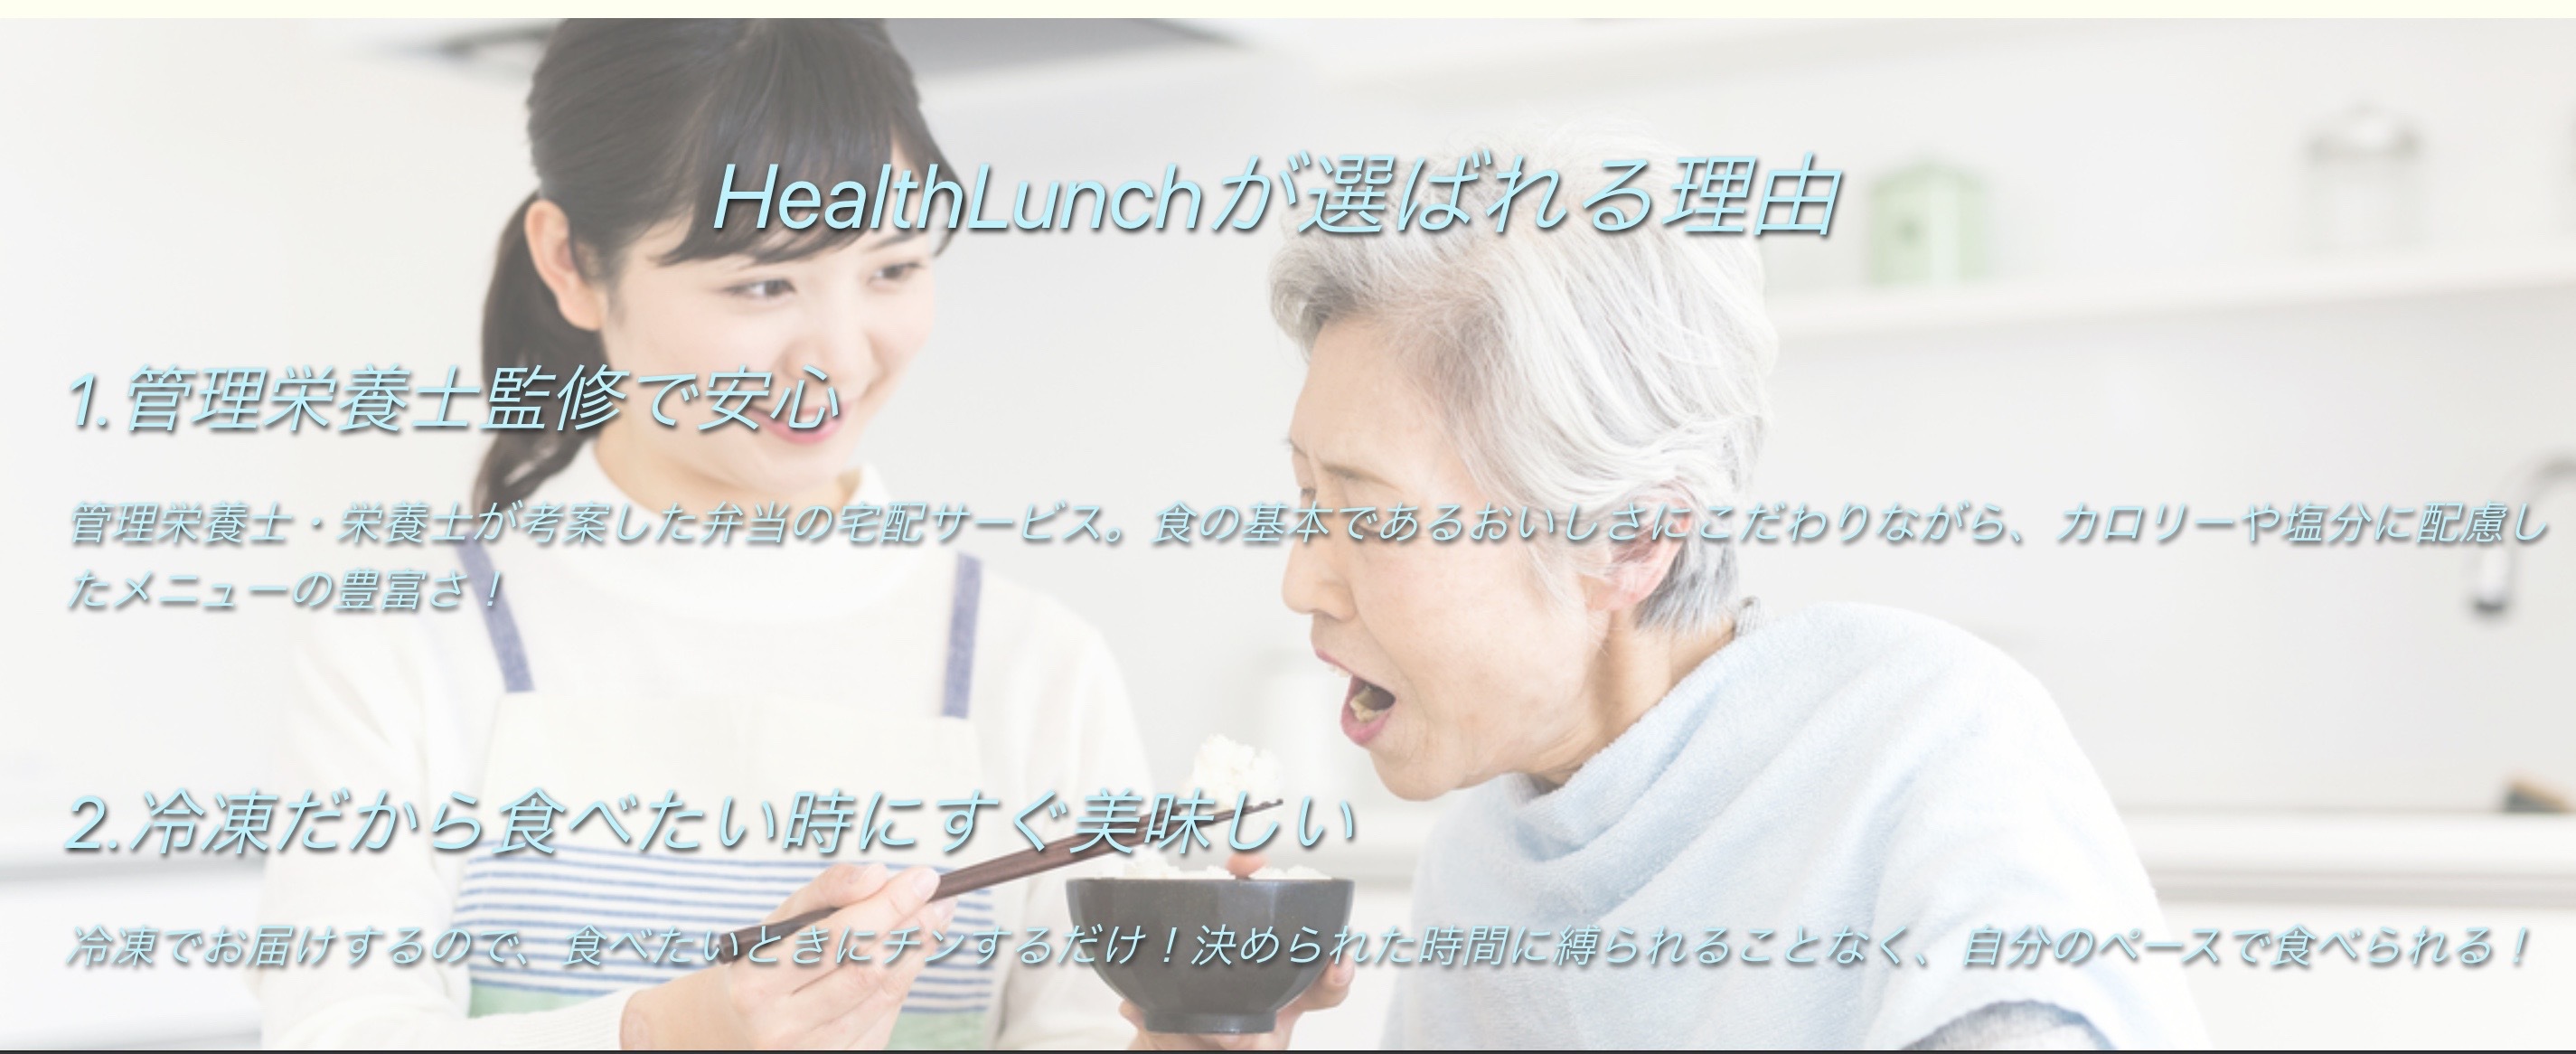 HealthLunchが選ばれる理由
1.管理栄養士監修で安心
管理栄養士・栄養士が考案した弁当の宅配サービス。食の基本であるおいしさにこだわりながら、カロリーや塩分に配慮し
たメニューの豊富さ！
2.冷凍だから食べたい時にすぐ美味しい
冷凍でお届けするので、食べたいときにチンするだけ！決められた時間に縛られることなく、自分のペースで食べられる！